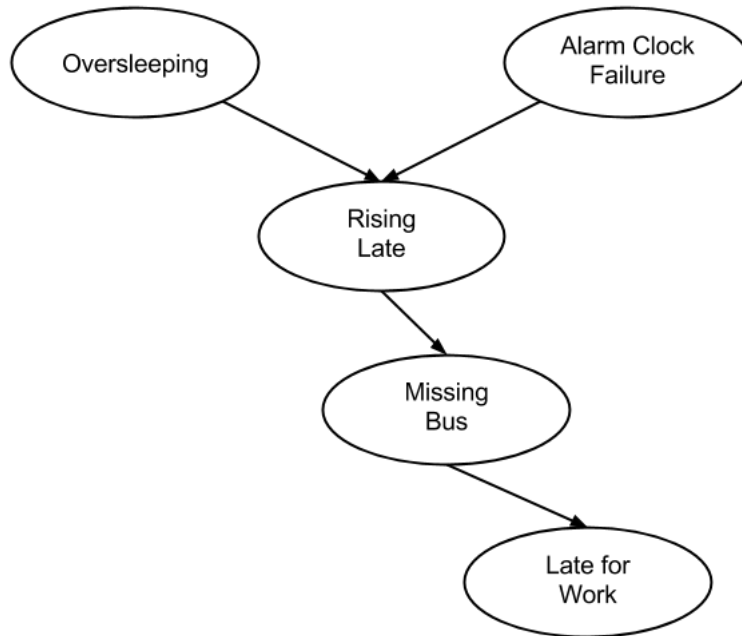 Oversleeping
Alarm Clock
Failure
Rising
Late
Missing
Bus
Late for
Work